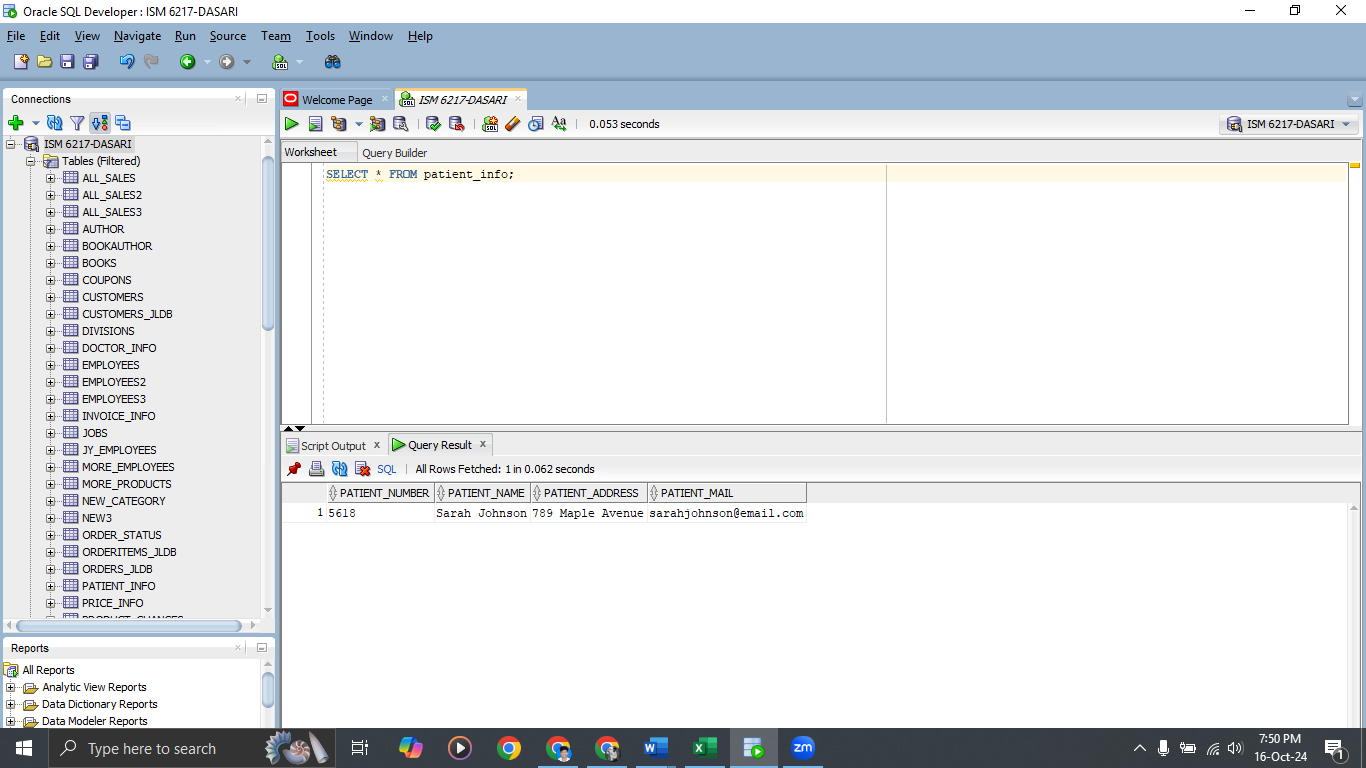 Oracle SQL Developer : ISM 6217-DASARI
File Edit View Navigate Run Source Team Tools Window Help
Connections
ISM 6217-DASARI
Tables (Filtered)
ALL_SALES
ALL_SALES2
ALL_SALES3
AUTHOR
BOOKAUTHOR
BOOKS
COUPONS
CUSTOMERS
CUSTOMERS_JLDB
DIVISIONS
DOCTOR_INFO
EMPLOYEES
EMPLOYEES2
EMPLOYEES3
INVOICE_INFO
JOBS
JY_EMPLOYEES
MORE_EMPLOYEES
MORE_PRODUCTS
NEW_CATEGORY
NEW3
ORDER_STATUS
ORDERITEMS_JLDB
ORDERS_JLDB
PATIENT_INFO
PRICE_INFO
Reports
All Reports
Analytic View Reports
Data Dictionary Reports
Data Modeler Reports
Welcome Page ISM 6217-DASARI
0.053 seconds ISM 6217-DASARI
Worksheet Query Builder
SELECT * FROM patient_info;
Script Output Query Result
SQL All Rows Fetched: 1 in 0.062 seconds
PATIENT_NUMBER PATIENT_NAME PATIENT_ADDRESS PATIENT_MAIL
1 5618 Sarah Johnson 789 Maple Avenue sarahjohnson@email.com
Type here to search
zm
7:50 PM
16-Oct-24
1